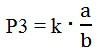 P3 = k · a/b